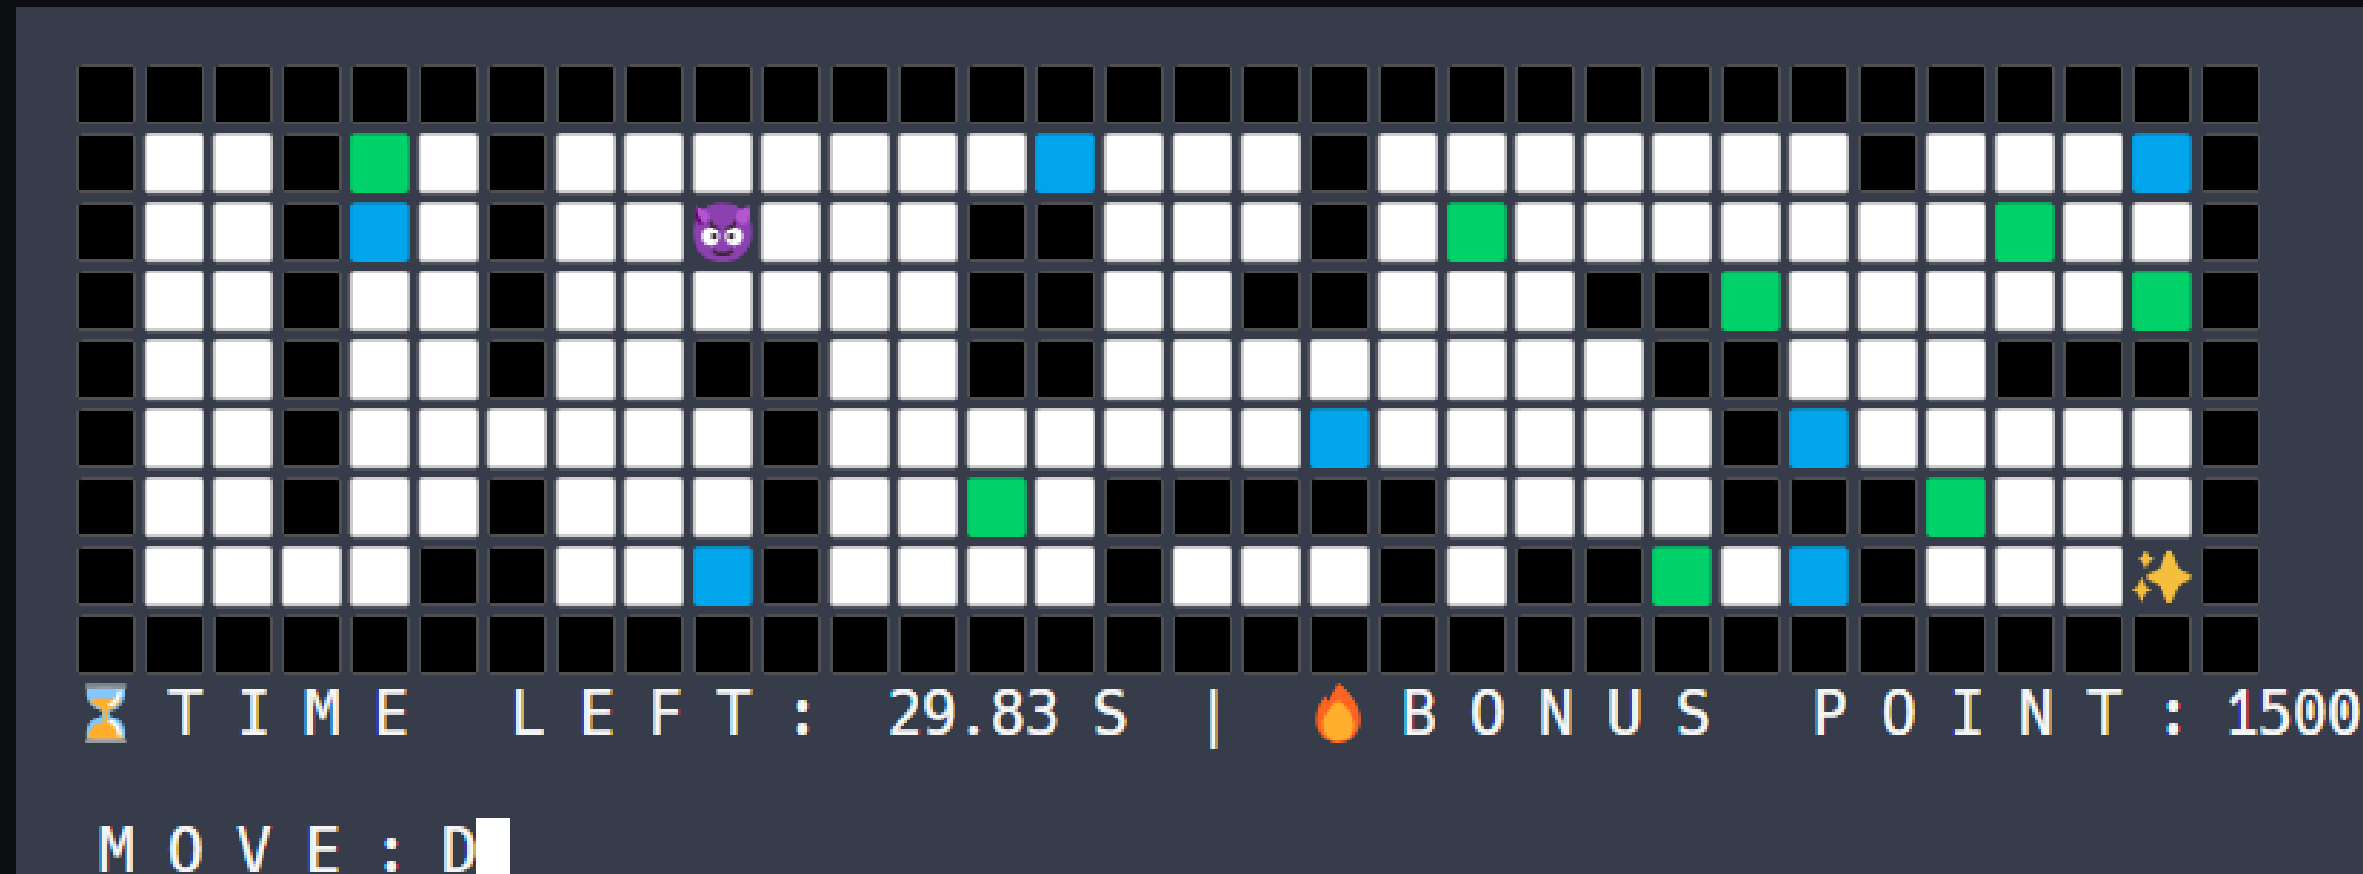 ⏳TIME LEFT: 29.83 S | 🔥BONUS POINT: 1500
MOVE: D